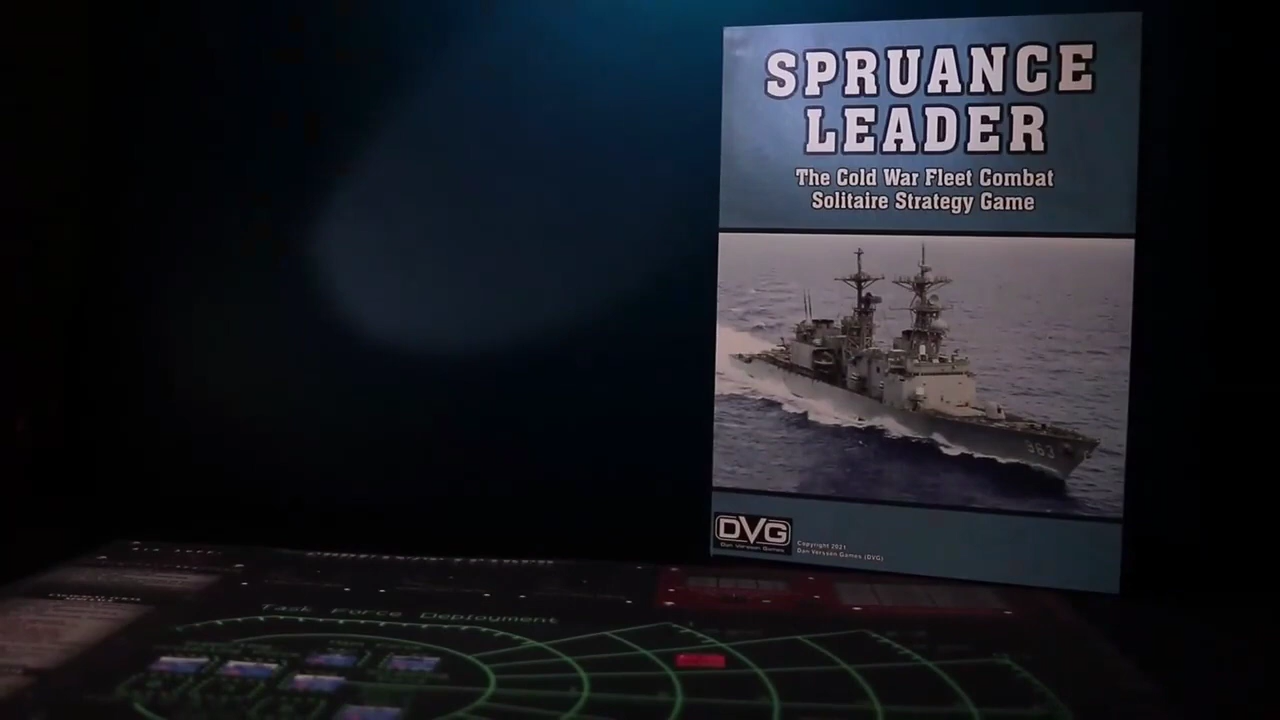 SPRUANCE
LEADER
The Cold War Fleet Combat
Solitaire Strategy Game
363
DVG
Dan Verssen Games
Copyright 2021
Dan Verssen Games (DVG)
Task Force Deployment